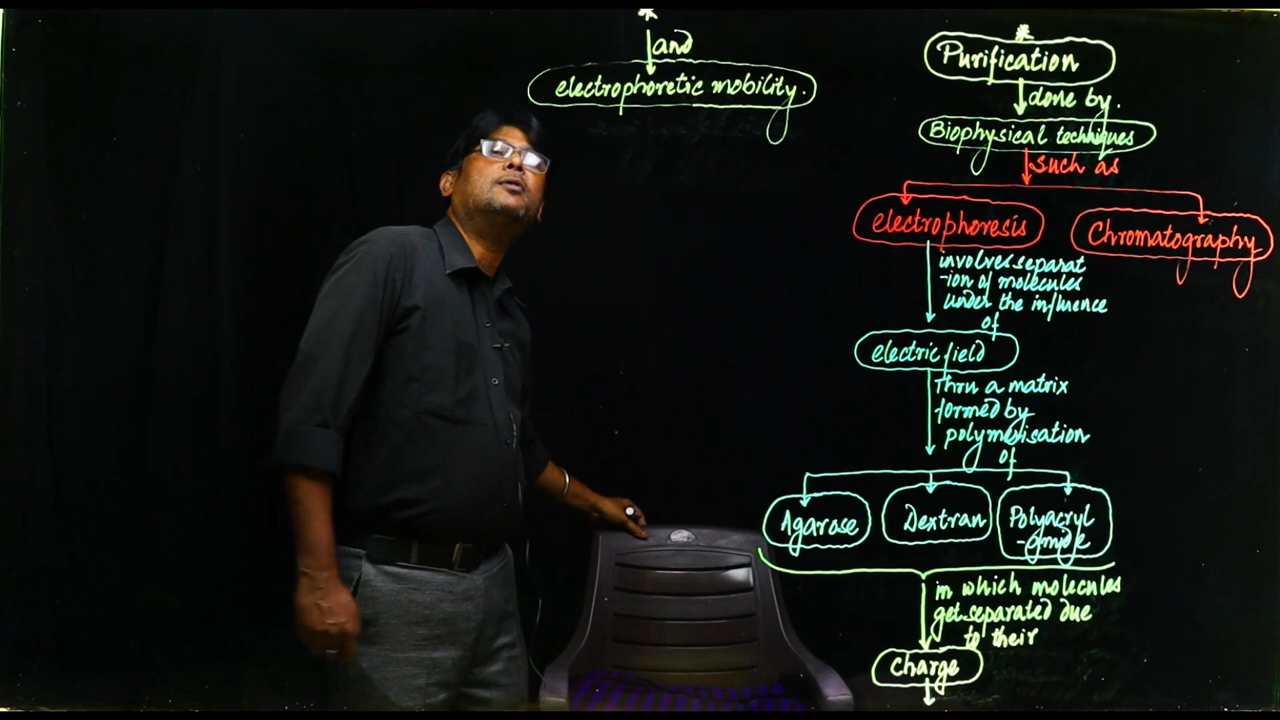 *
and
electrophoretic mobility.
*
Purification
done by.
Biophysical techniques
such as
electrophoresis
Chromatography
involves separat
-ion of molecules
under the influence
of
electric field
Thru a matrix
formed by
polymerisation
of
Agarose
Dextran
Polyacryl
-amide
in which molecules
get separated due
to their
Charge